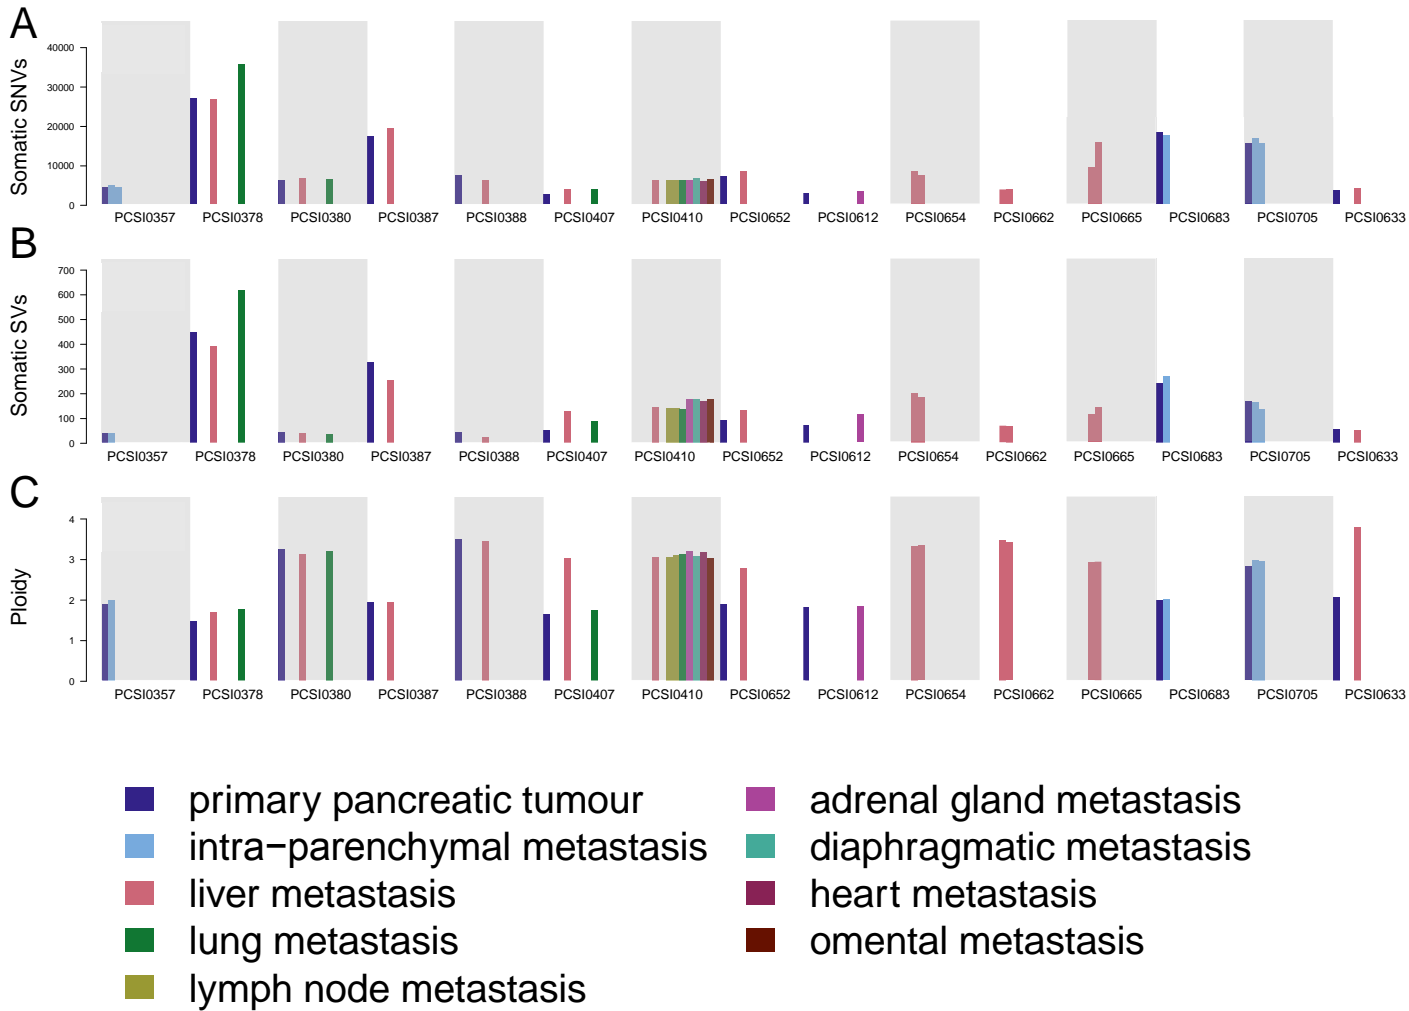 A
Somatic SNVs
40000
30000
20000
10000
0
PCSI0357 PCSI0378 PCSI0380 PCSI0387 PCSI0388 PCSI0407 PCSI0410 PCSI0652 PCSI0612 PCSI0654 PCSI0662 PCSI0665 PCSI0683 PCSI0705 PCSI0633
B
Somatic SVs
700
600
500
400
300
200
100
0
PCSI0357 PCSI0378 PCSI0380 PCSI0387 PCSI0388 PCSI0407 PCSI0410 PCSI0652 PCSI0612 PCSI0654 PCSI0662 PCSI0665 PCSI0683 PCSI0705 PCSI0633
C
Ploidy
4
3
2
1
0
PCSI0357 PCSI0378 PCSI0380 PCSI0387 PCSI0388 PCSI0407 PCSI0410 PCSI0652 PCSI0612 PCSI0654 PCSI0662 PCSI0665 PCSI0683 PCSI0705 PCSI0633
primary pancreatic tumour
intra−parenchymal metastasis
liver metastasis
lung metastasis
lymph node metastasis
adrenal gland metastasis
diaphragmatic metastasis
heart metastasis
omental metastasis